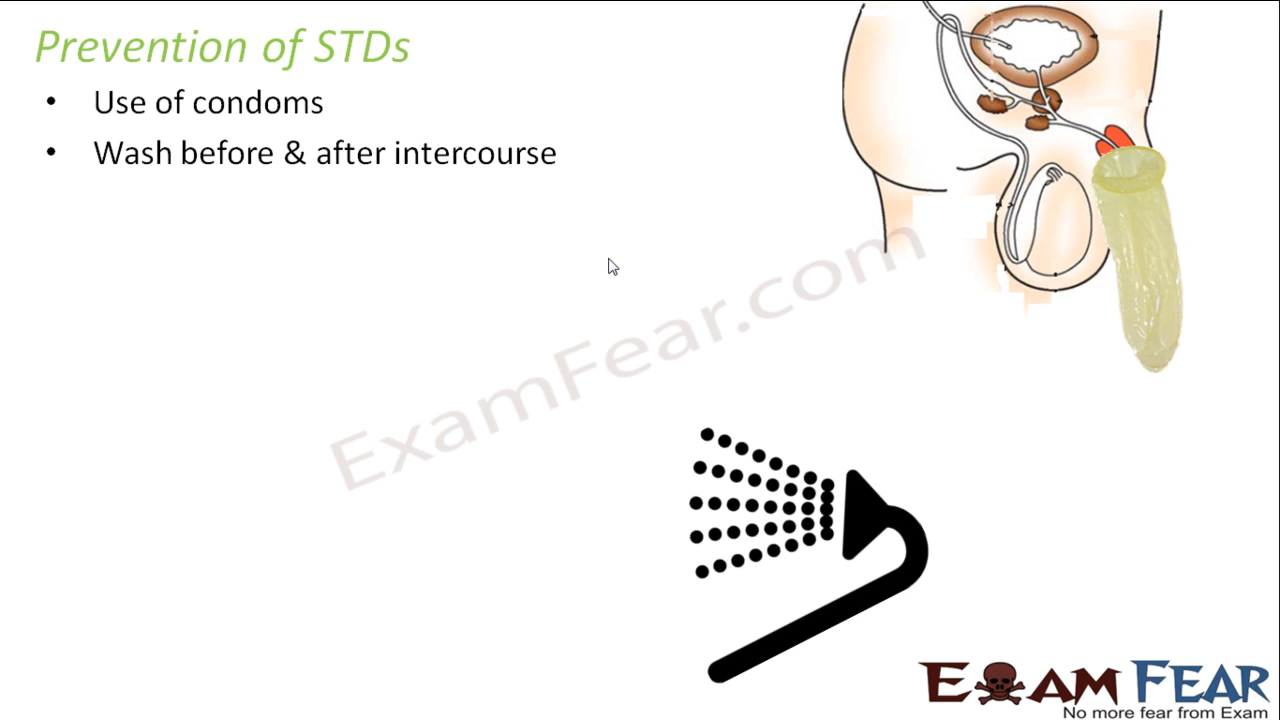 Prevention of STDs
• Use of condoms
• Wash before & after intercourse
ExamFear.com
EXAM FEAR
No more fear from Exam